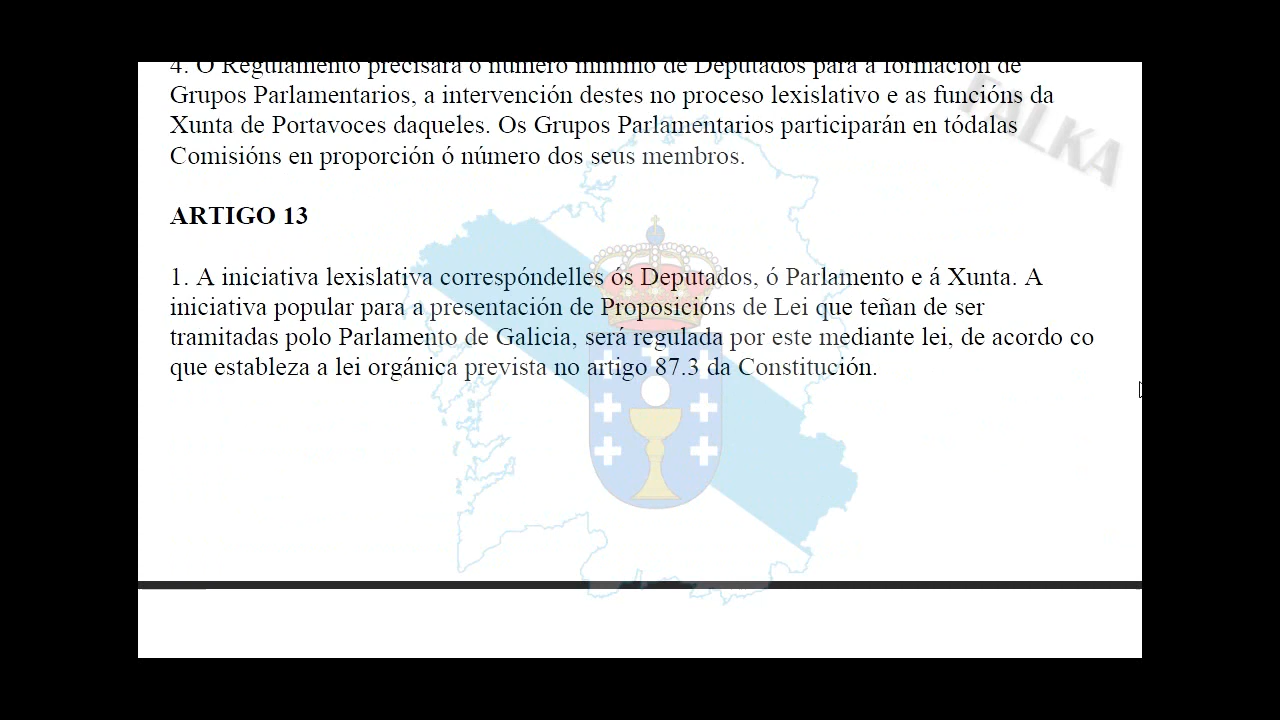 4. O Regulamento precisará o número mínimo de Deputados para a formación de
Grupos Parlamentarios, a intervención destes no proceso lexislativo e as funcións da
Xunta de Portavoces daqueles. Os Grupos Parlamentarios participarán en tódalas
Comisións en proporción ó número dos seus membros.
ARTIGO 13
1. A iniciativa lexislativa correspóndelles ós Deputados, ó Parlamento e á Xunta. A
iniciativa popular para a presentación de Proposicións de Lei que teñan de ser
tramitadas polo Parlamento de Galicia, será regulada por este mediante lei, de acordo co
que estableza a lei orgánica prevista no artigo 87.3 da Constitución.
FALKA